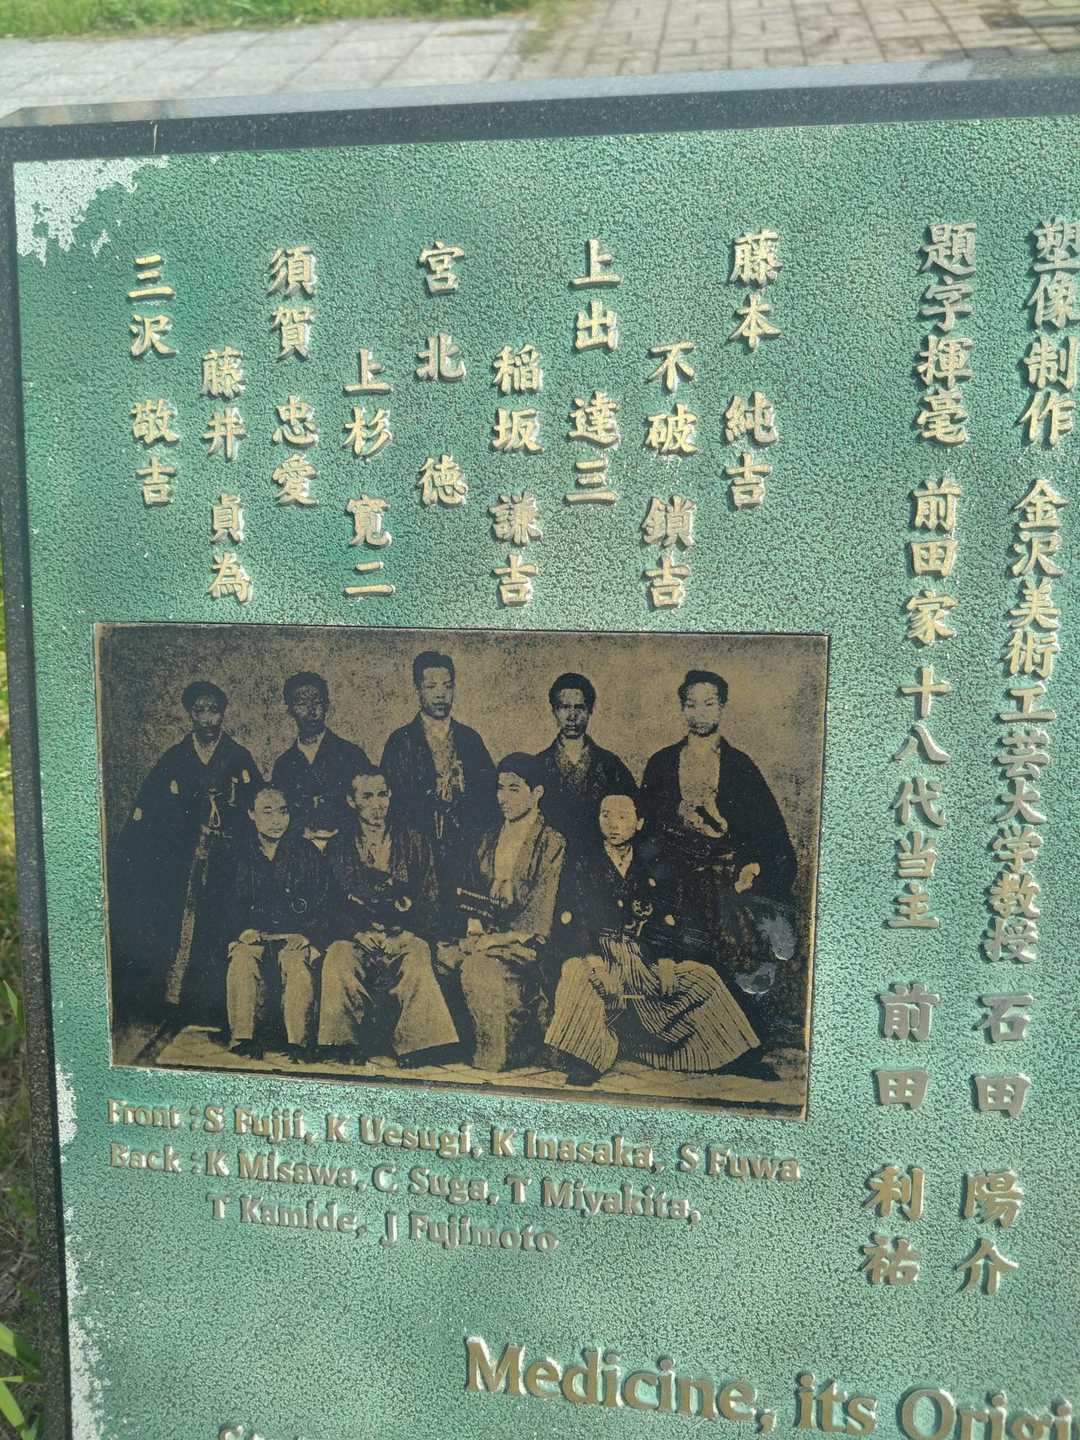 塑像制作 金沢美術工芸大学教授 石田 陽介
題字揮毫 前田家十八代当主 前田 利祐
藤本 純吉
不破 鎖吉
上出 達三
稲坂 謙吉
宮北 徳
上杉 寛二
須賀 忠愛
藤井 貞為
三沢 敬吉
Front : S Fujii, K Uesugi, K Inasaka, S Fuwa
Back : K Misawa, C Suga, T Miyakita,
T Kamide, J Fujimoto
Medicine, its Origi